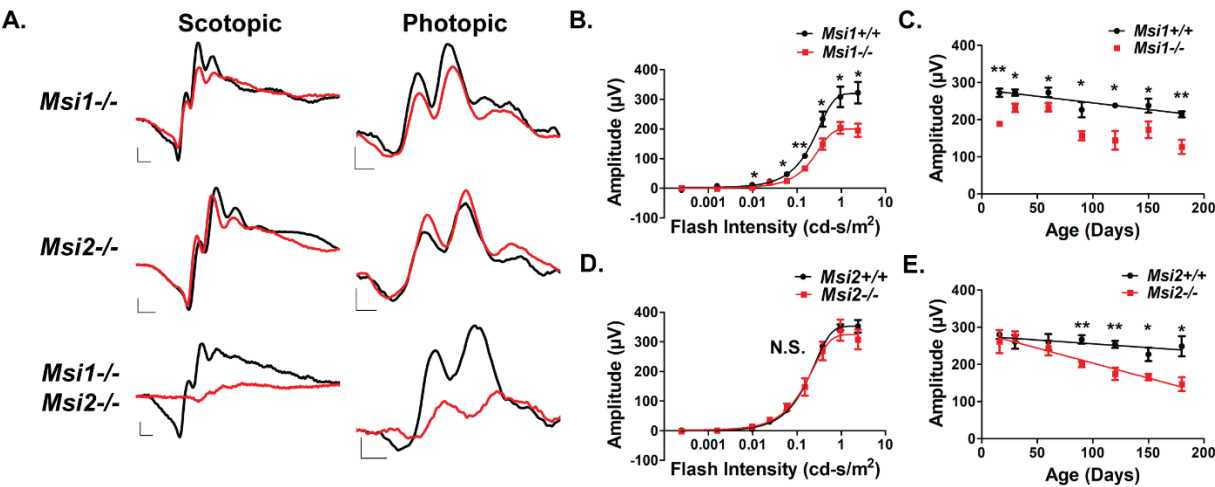 A.
Scotopic
Photopic
Msi1-/-
Msi2-/-
Msi1-/-
Msi2-/-
B.
Msi1+/+
Msi1-/-
Amplitude (µV)
400
300
200
100
0
-100
* * ** * * *
0.001 0.01 0.1 1 10
Flash Intensity (cd-s/m²)
C.
Msi1+/+
Msi1-/-
Amplitude (µV)
400
300
200
100
0
** * * * * * **
0 50 100 150 200
Age (Days)
D.
Msi2+/+
Msi2-/-
Amplitude (µV)
400
300
200
100
0
-100
N.S.
0.001 0.01 0.1 1 10
Flash Intensity (cd-s/m²)
E.
Msi2+/+
Msi2-/-
Amplitude (µV)
400
300
200
100
0
** ** * *
0 50 100 150 200
Age (Days)